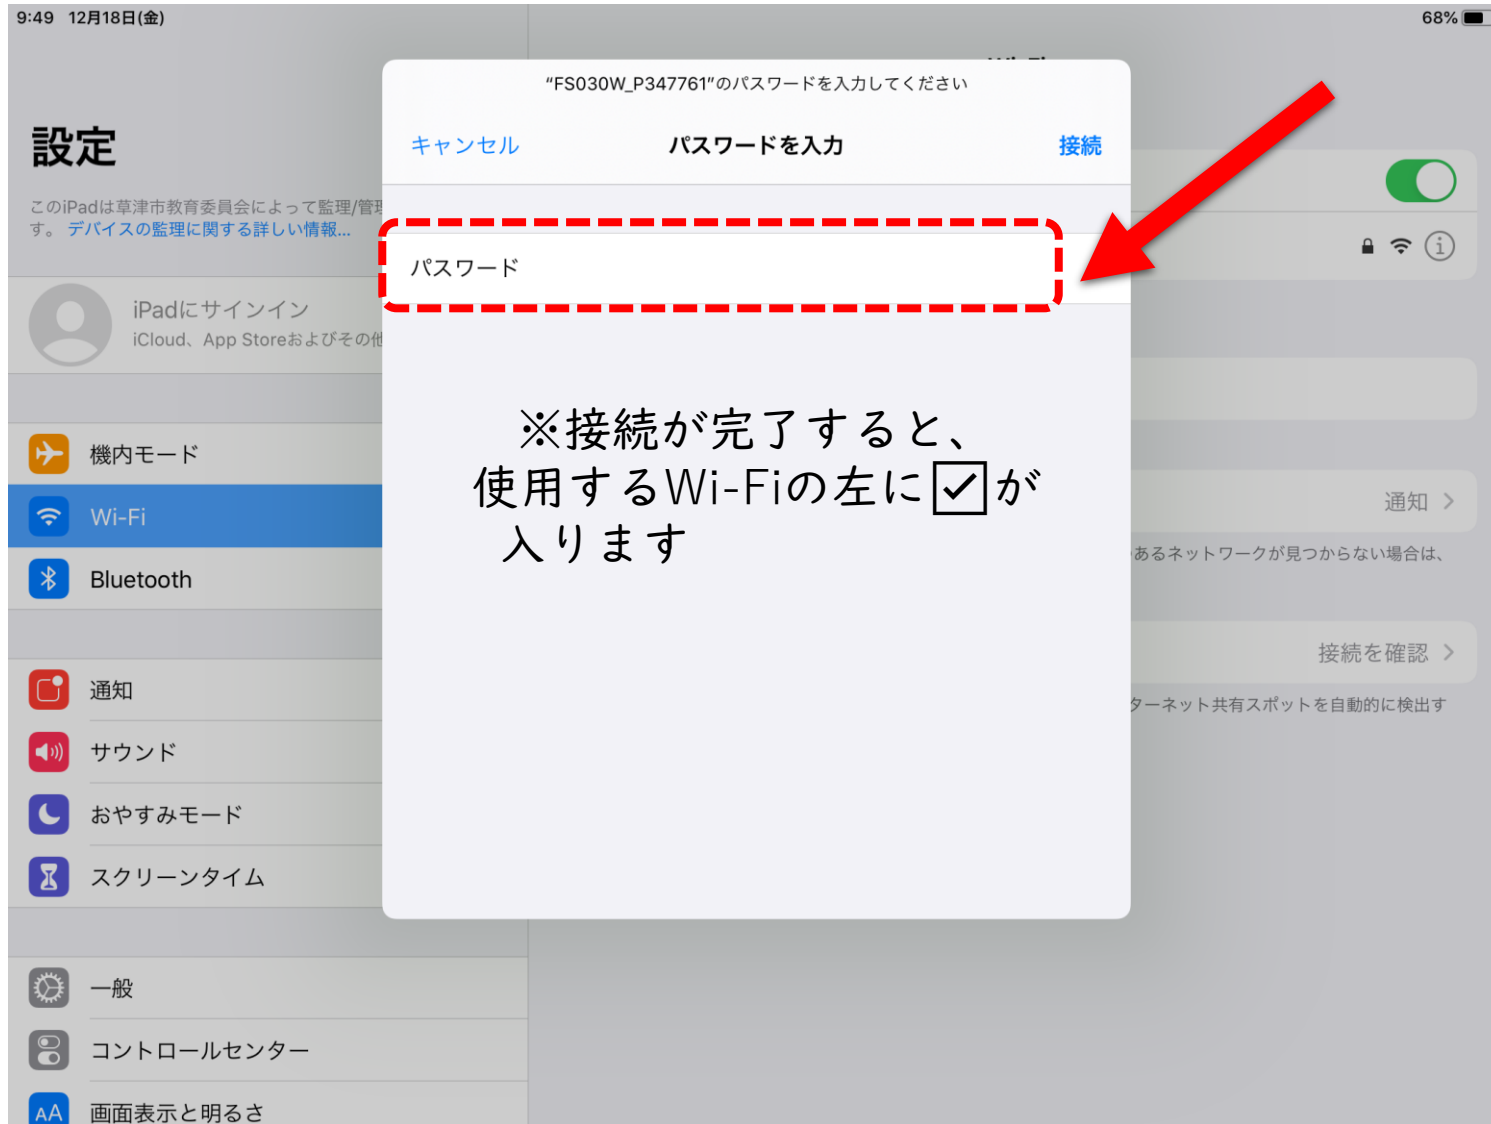 9:49 12月18日(金)
68%
“FS030W_P347761”のパスワードを入力してください
キャンセル
パスワードを入力
接続
パスワード
※接続が完了すると、
使用するWi-Fiの左に☑が
入ります
設定
このiPadは草津市教育委員会によって監理/管理
す。 デバイスの監理に関する詳しい情報...
iPadにサインイン
iCloud、App Storeおよびその他
機内モード
Wi-Fi
Bluetooth
通知
サウンド
おやすみモード
スクリーンタイム
一般
コントロールセンター
AA 画面表示と明るさ
通知
あるネットワークが見つからない場合は、
接続を確認
ターネット共有スポットを自動的に検出す